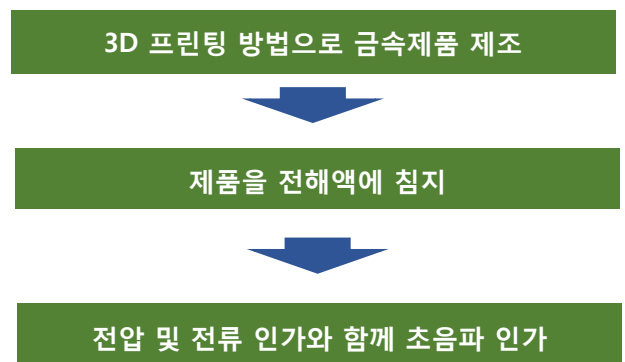 3D 프린팅 방법으로 금속제품 제조
제품을 전해액에 침지
전압 및 전류 인가와 함께 초음파 인가